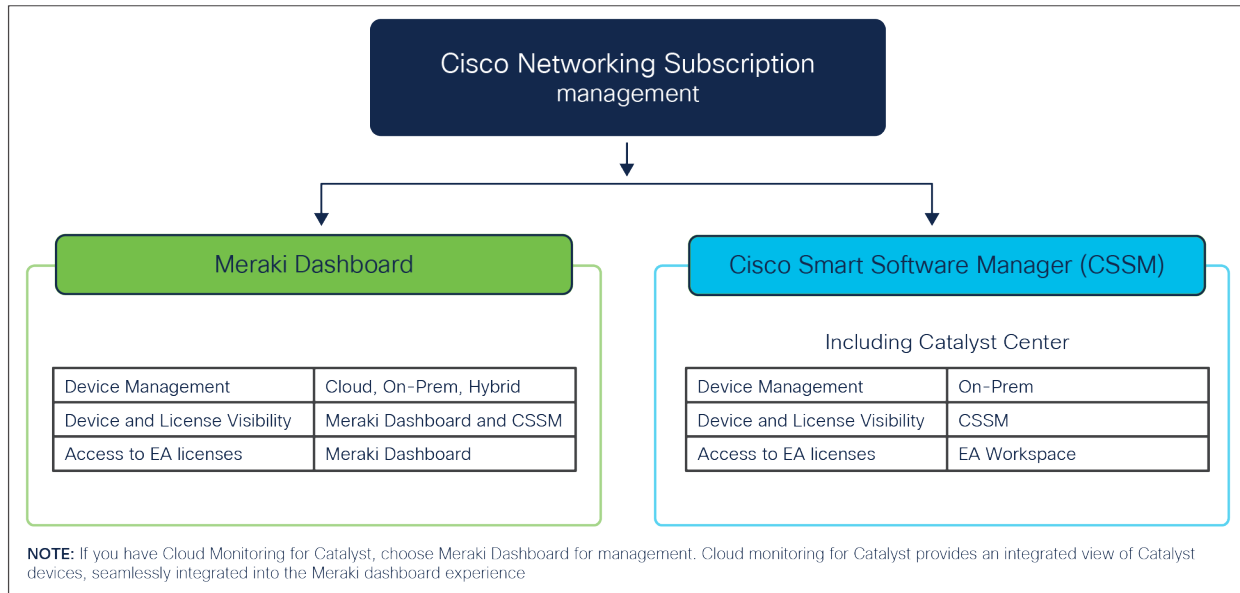 Cisco Networking Subscription
management
Meraki Dashboard
Device Management Cloud, On-Prem, Hybrid
Device and License Visibility Meraki Dashboard and CSSM
Access to EA licenses Meraki Dashboard
Cisco Smart Software Manager (CSSM)
Including Catalyst Center
Device Management On-Prem
Device and License Visibility CSSM
Access to EA licenses EA Workspace
NOTE: If you have Cloud Monitoring for Catalyst, choose Meraki Dashboard for management. Cloud monitoring for Catalyst provides an integrated view of Catalyst
devices, seamlessly integrated into the Meraki dashboard experience